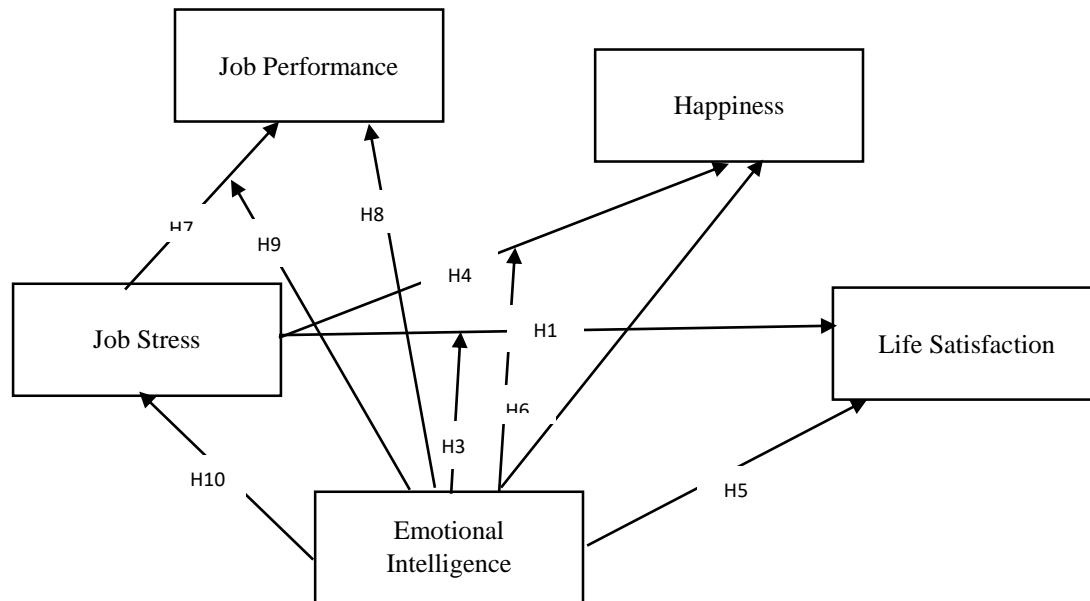 Job Performance
Happiness
H7
H9
H8
H4
Job Stress
H1
Life Satisfaction
H6
H3
H10
H5
Emotional
Intelligence